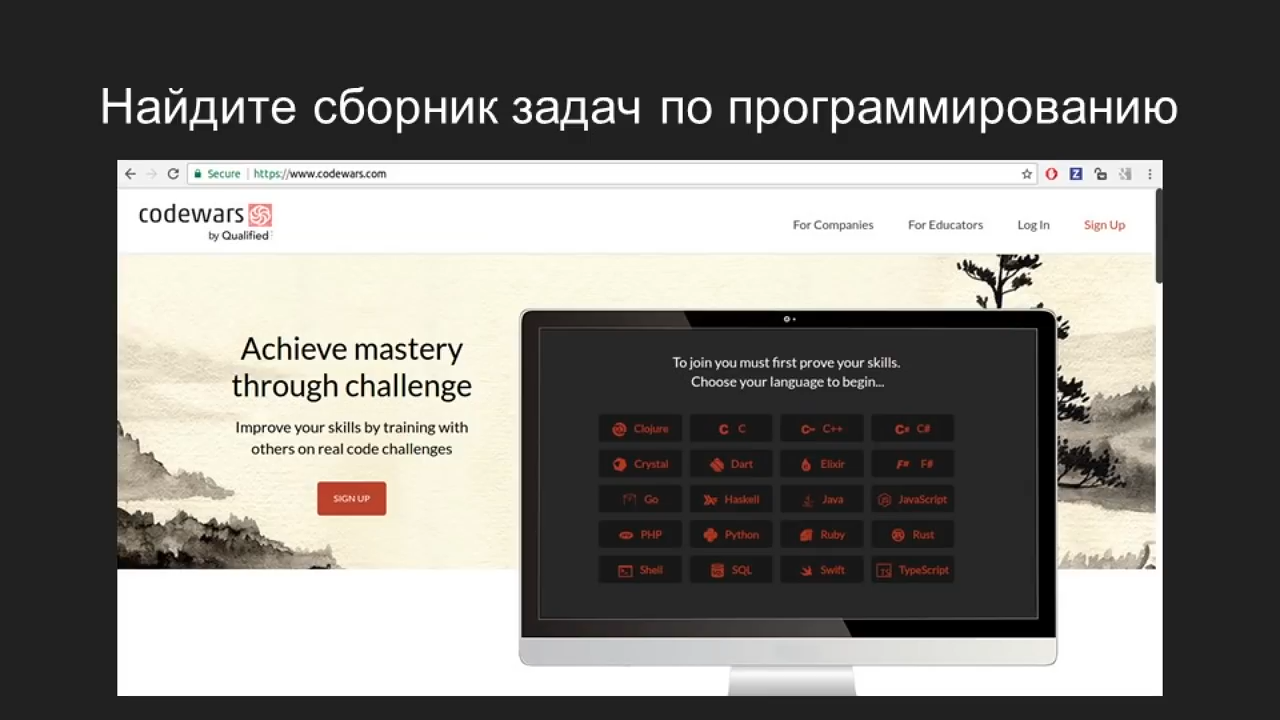 Найдите сборник задач по программированию
Secure | https://www.codewars.com
codewars
by Qualified
For Companies
For Educators
Log In
Sign Up
Achieve mastery
through challenge
Improve your skills by training with
others on real code challenges
SIGN UP
To join you must first prove your skills.
Choose your language to begin...
Clojure
C
C++
C#
Crystal
Dart
Elixir
F#
Go
Haskell
Java
JavaScript
PHP
Python
Ruby
Rust
Shell
SQL
Swift
TypeScript